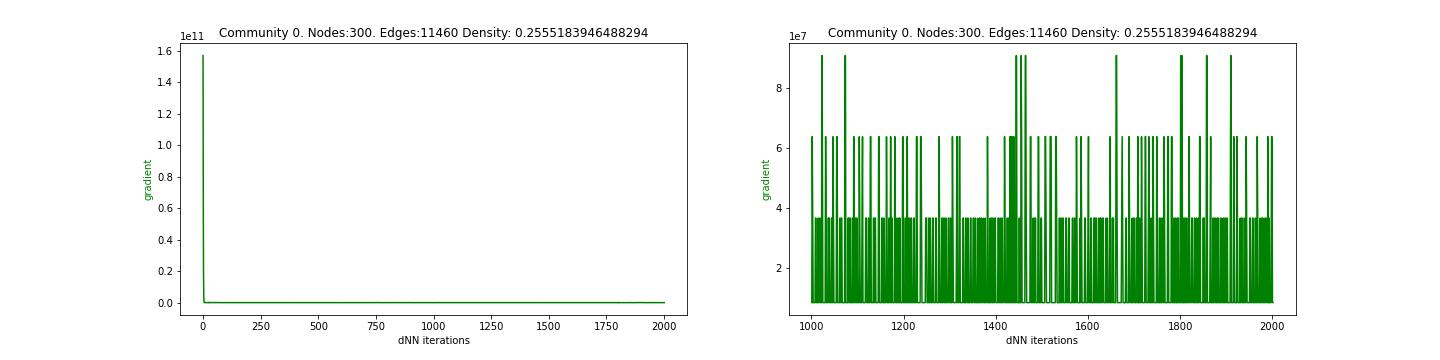 Community 0. Nodes:300. Edges:11460 Density: 0.2555183946488294
1e11
1.6
1.4
1.2
1.0
0.8
0.6
0.4
0.2
0.0
gradient
0 250 500 750 1000 1250 1500 1750 2000
dNN iterations
Community 0. Nodes:300. Edges:11460 Density: 0.2555183946488294
1e7
8
6
4
2
gradient
1000 1200 1400 1600 1800 2000
dNN iterations